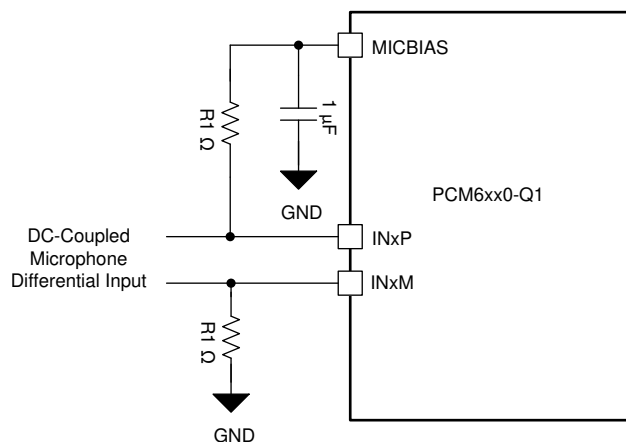 MICBIAS
R1 Ω
1
µF
GND
PCM6xx0-Q1
DC-Coupled
Microphone
Differential Input
INxP
INxM
R1 Ω
GND